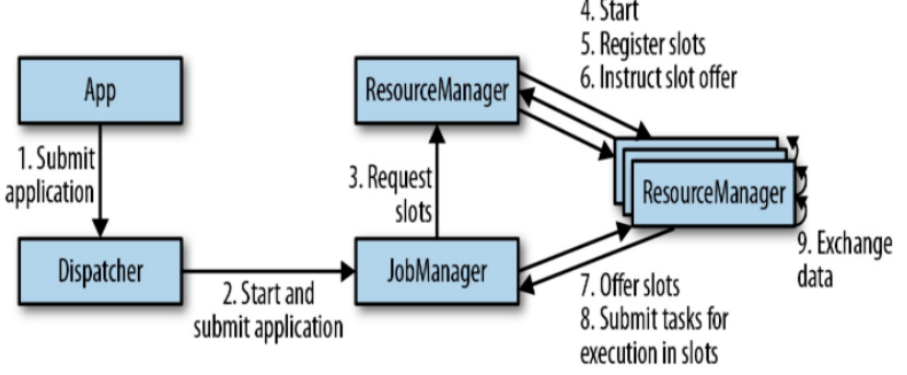 4. Start
5. Register slots
6. Instruct slot offer
App
ResourceManager
1. Submit
application
3. Request
slots
ResourceManager
Dispatcher
JobManager
9. Exchange
data
2. Start and
submit application
7. Offer slots
8. Submit tasks for
execution in slots